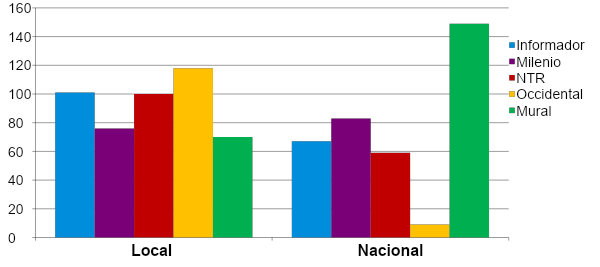 160
140
120
100
80
60
40
20
0
Local
Nacional
Informador
Milenio
NTR
Occidental
Mural